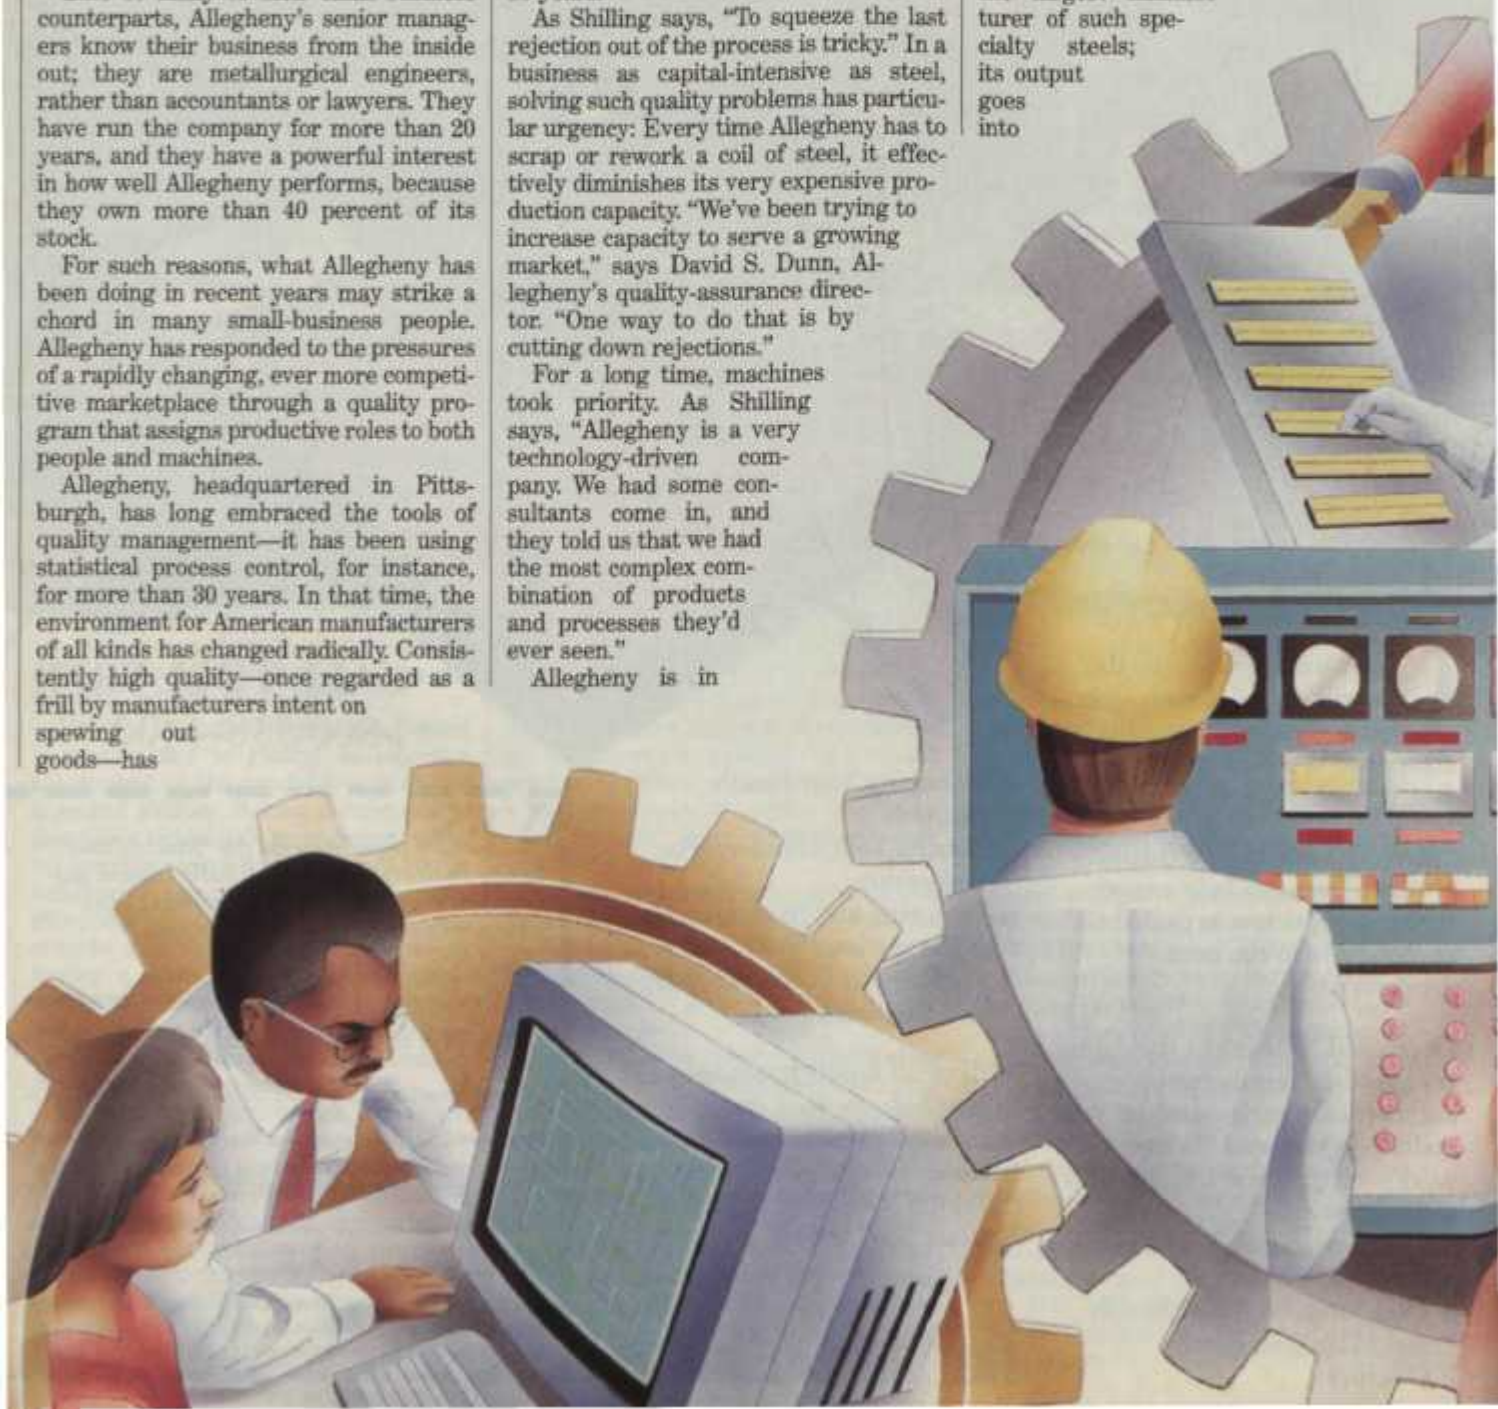 counterparts, Allegheny's senior manag-
ers know their business from the inside
out; they are metallurgical engineers,
rather than accountants or lawyers. They
have run the company for more than 20
years, and they have a powerful interest
in how well Allegheny performs, because
they own more than 40 percent of its
stock.
For such reasons, what Allegheny has
been doing in recent years may strike a
chord in many small-business people.
Allegheny has responded to the pressures
of a rapidly changing, ever more competi-
tive marketplace through a quality pro-
gram that assigns productive roles to both
people and machines.
Allegheny, headquartered in Pitts-
burgh, has long embraced the tools of
quality management—it has been using
statistical process control, for instance,
for more than 30 years. In that time, the
environment for American manufacturers
of all kinds has changed radically. Consis-
tently high quality—once regarded as a
frill by manufacturers intent on
spewing out
goods—has
As Shilling says, "To squeeze the last
rejection out of the process is tricky." In a
business as capital-intensive as steel,
solving such quality problems has particu-
lar urgency: Every time Allegheny has to
scrap or rework a coil of steel, it effec-
tively diminishes its very expensive pro-
duction capacity. "We've been trying to
increase capacity to serve a growing
market," says David S. Dunn, Al-
legheny's quality-assurance direc-
tor. "One way to do that is by
cutting down rejections."
For a long time, machines
took priority. As Shilling
says, "Allegheny is a very
technology-driven com-
pany. We had some con-
sultants come in, and
they told us that we had
the most complex com-
bination of products
and processes they'd
ever seen."
Allegheny is in
turer of such spe-
cialty steels;
its output
goes
into